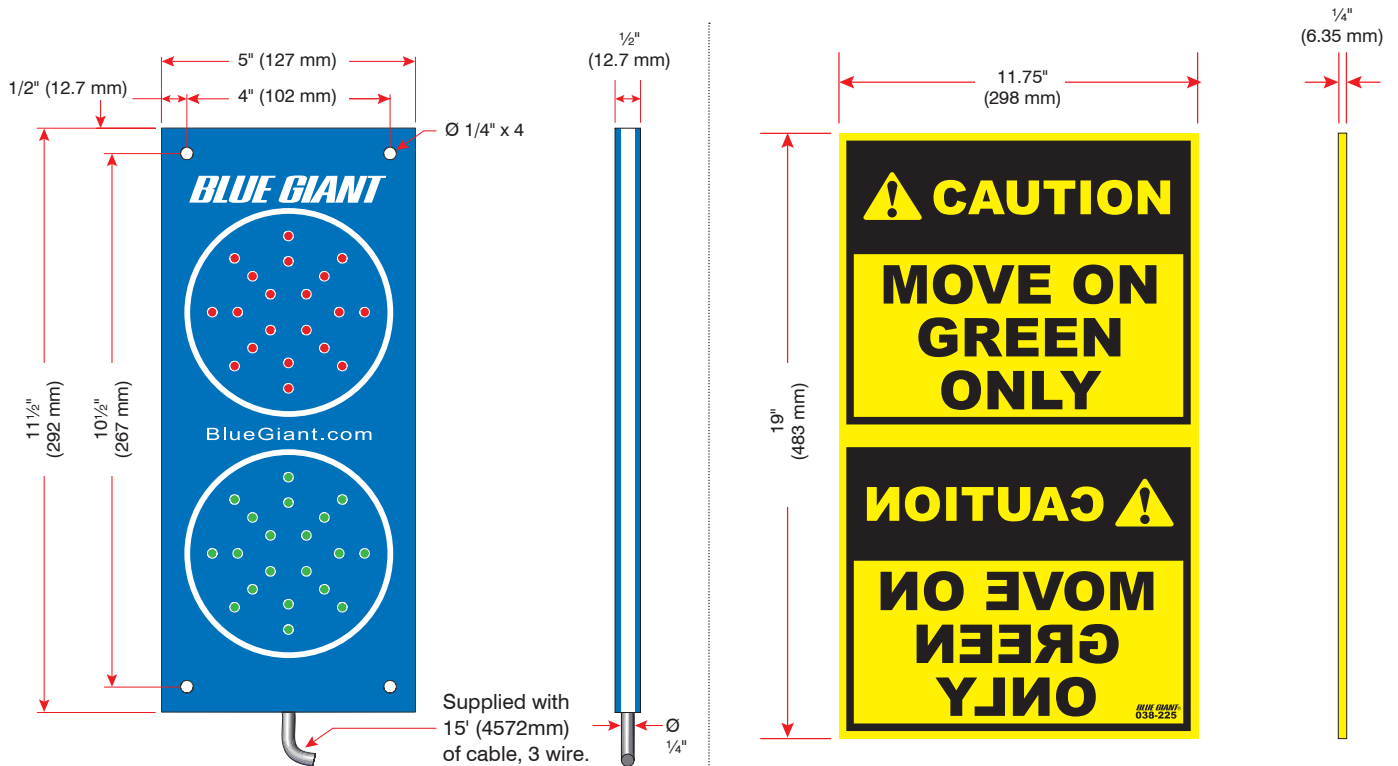 5" (127 mm)
1/2" (12.7 mm)
4" (102 mm)
Ø 1/4" x 4
BLUE GIANT
BlueGiant.com
11½"
(292 mm)
10½"
(267 mm)
Supplied with
15' (4572mm)
of cable, 3 wire.
½"
(12.7 mm)
Ø
¼"
11.75"
(298 mm)
¼"
(6.35 mm)
19"
(483 mm)
CAUTION
MOVE ON
GREEN
ONLY
CAUTION
MOVE ON
GREEN
ONLY
BLUE GIANT®
038-225